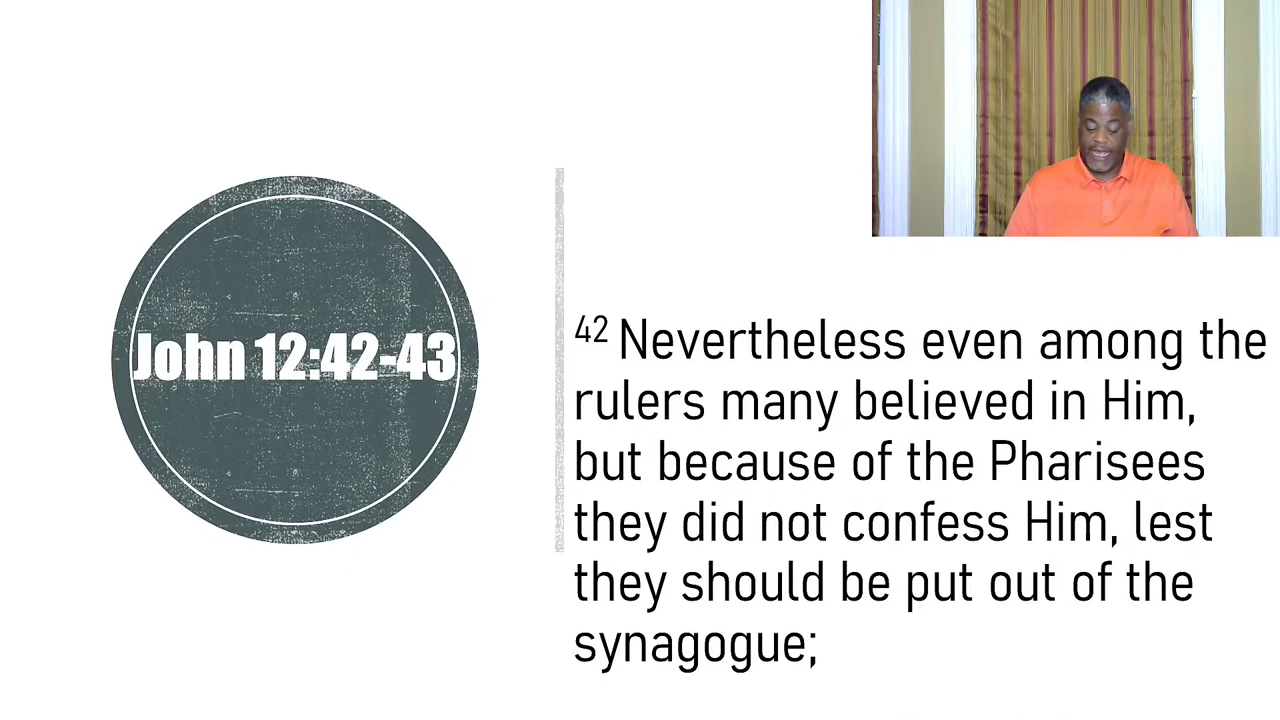 John 12:42-43
42 Nevertheless even among the
rulers many believed in Him,
but because of the Pharisees
they did not confess Him, lest
they should be put out of the
synagogue;